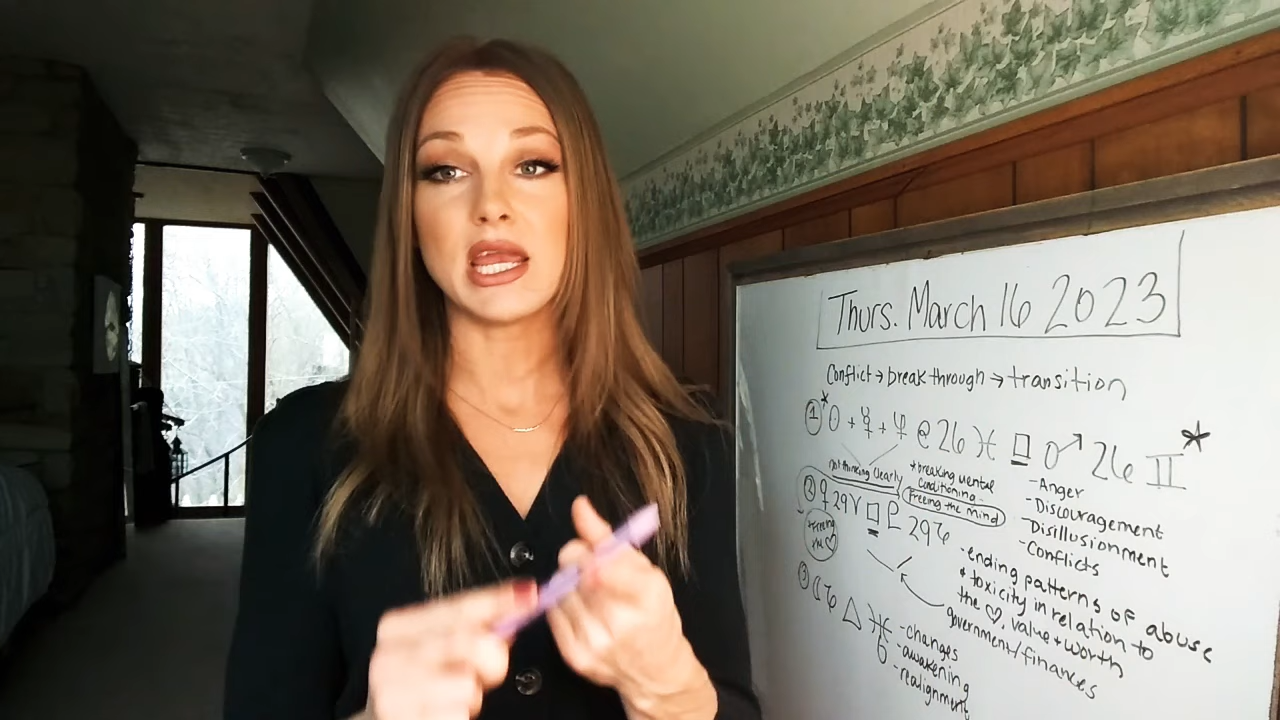 Thurs. March 16 2023
Conflict → breakthrough → transition
① * ☉ + ☿ + ♆ @ 26 ♓ □ ♂ 26 ♊ *
not thinking clearly
* breaking mental
conditioning-
Freeing the mind
- Anger
- Discouragement
- Disillusionment
- Conflicts
② ♀ 29 ♈ □ ♇ 29 ♑
* Freeing
the ♡
- ending patterns of abuse
+ toxicity in relation to
the ♡, value + worth
government/finances
③ ☾ ♑ △ ♅
- changes
- awakening
- realignment